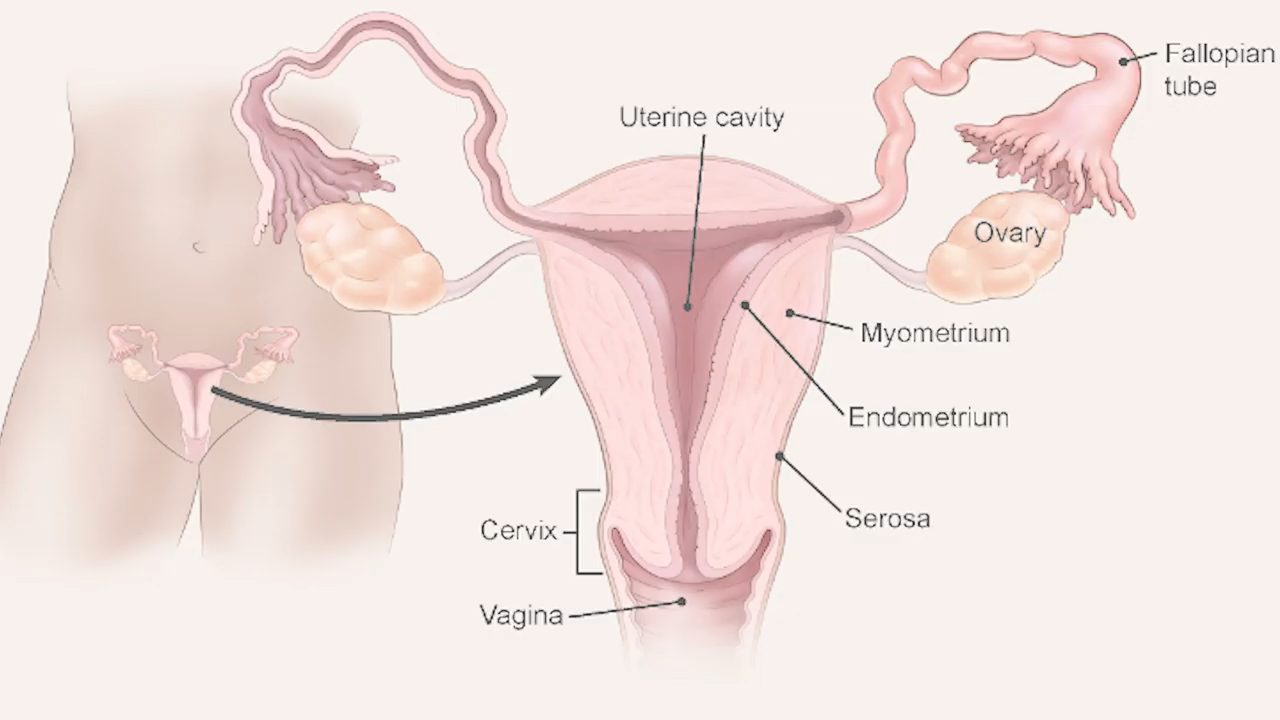 Fallopian
tube
Uterine cavity
Ovary
Myometrium
Endometrium
Serosa
Cervix
Vagina